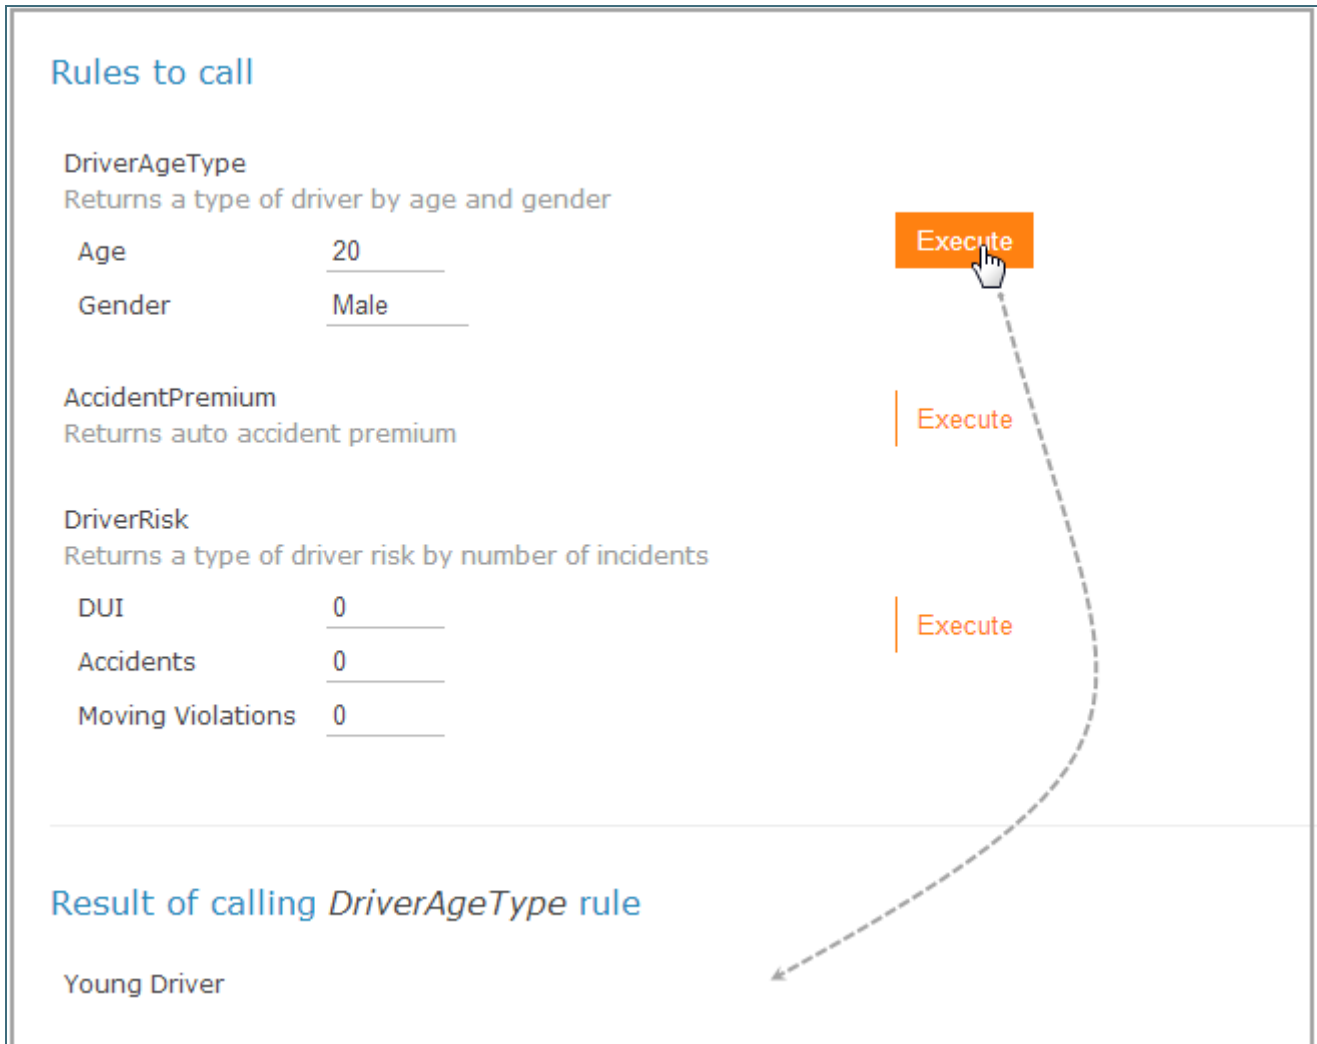 Rules to call
DriverAgeType
Returns a type of driver by age and gender
Age 20
Execute
Gender Male
AccidentPremium
Returns auto accident premium
Execute
DriverRisk
Returns a type of driver risk by number of incidents
DUI 0
Execute
Accidents 0
Moving Violations 0
Result of calling DriverAgeType rule
Young Driver